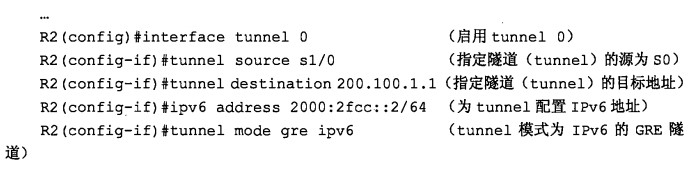 …
R2(config)#interface tunnel 0 （启用 tunnel 0）
R2(config-if)#tunnel source s1/0 （指定隧道（tunnel）的源为 S0）
R2(config-if)#tunnel destination 200.100.1.1（指定隧道（tunnel）的目标地址）
R2(config-if)#ipv6 address 2000:2fcc::2/64 （为 tunnel 配置 IPv6 地址）
R2(config-if)#tunnel mode gre ipv6 （tunnel 模式为 IPv6 的 GRE 隧
道）